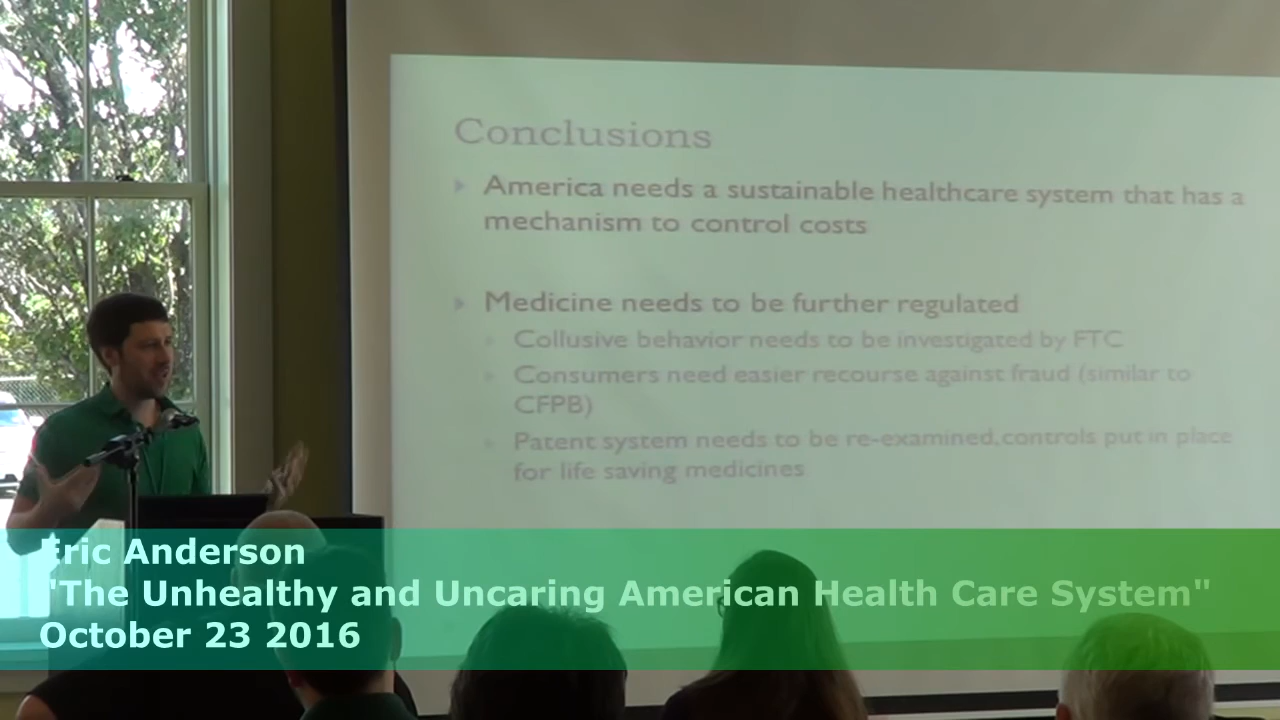 Conclusions
America needs a sustainable healthcare system that has a
mechanism to control costs
Medicine needs to be further regulated
Collusive behavior needs to be investigated by FTC
Consumers need easier recourse against fraud (similar to
CFPB)
Patent system needs to be re-examined,controls put in place
for life saving medicines
Eric Anderson
"The Unhealthy and Uncaring American Health Care System"
October 23 2016